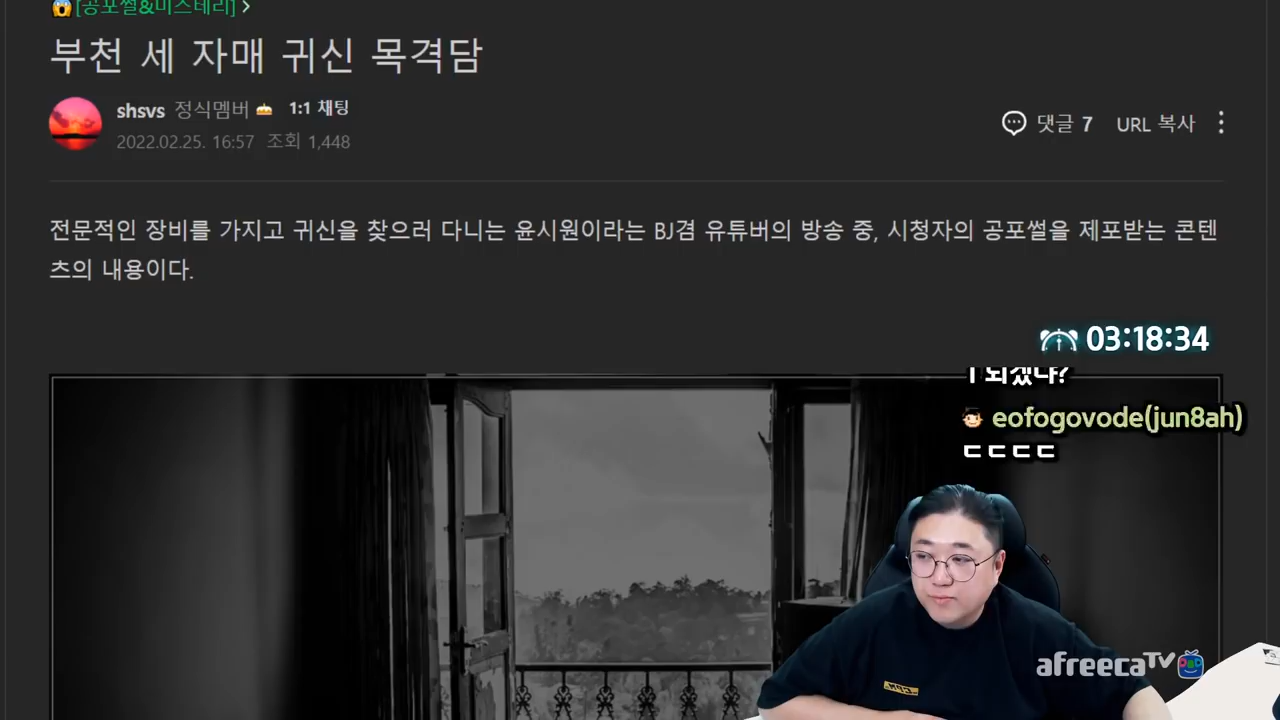 [공포썰&미스테리]
부천 세 자매 귀신 목격담
shsvs 정식멤버 1:1 채팅
2022.02.25. 16:57 조회 1,448
댓글 7 URL 복사
전문적인 장비를 가지고 귀신을 찾으러 다니는 윤시원이라는 BJ겸 유튜버의 방송 중, 시청자의 공포썰을 제포받는 콘텐
츠의 내용이다.
03:18:34
되겠냐?
eofogovode(jun8ah)
ㄷㄷㄷㄷ
afreecaTV